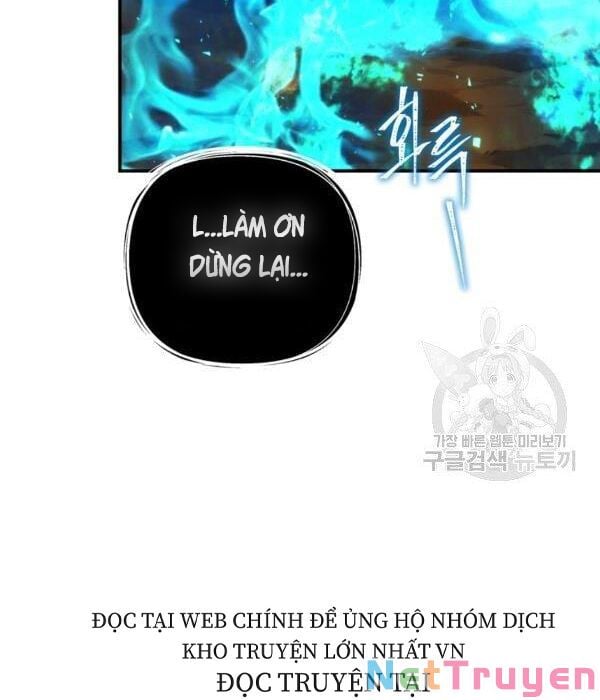 화르륵
L...LÀM ƠN
DỪNG LẠI...
가장 빠른 웹툰 미리보기
구글검색 뉴토끼
ĐỌC TẠI WEB CHÍNH ĐỂ ỦNG HỘ NHÓM DỊCH
KHO TRUYỆN LỚN NHẤT VN
ĐỌC TRUYỆN TẠI
NetTruyen